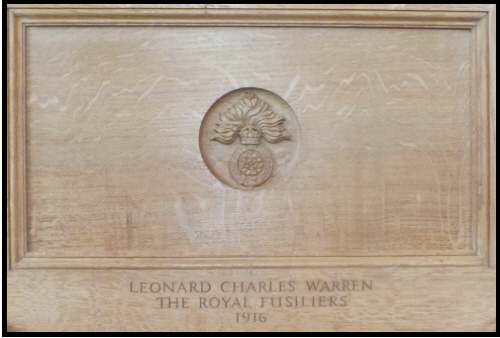 LEONARD CHARLES WARREN
THE ROYAL FUSILIERS
1916